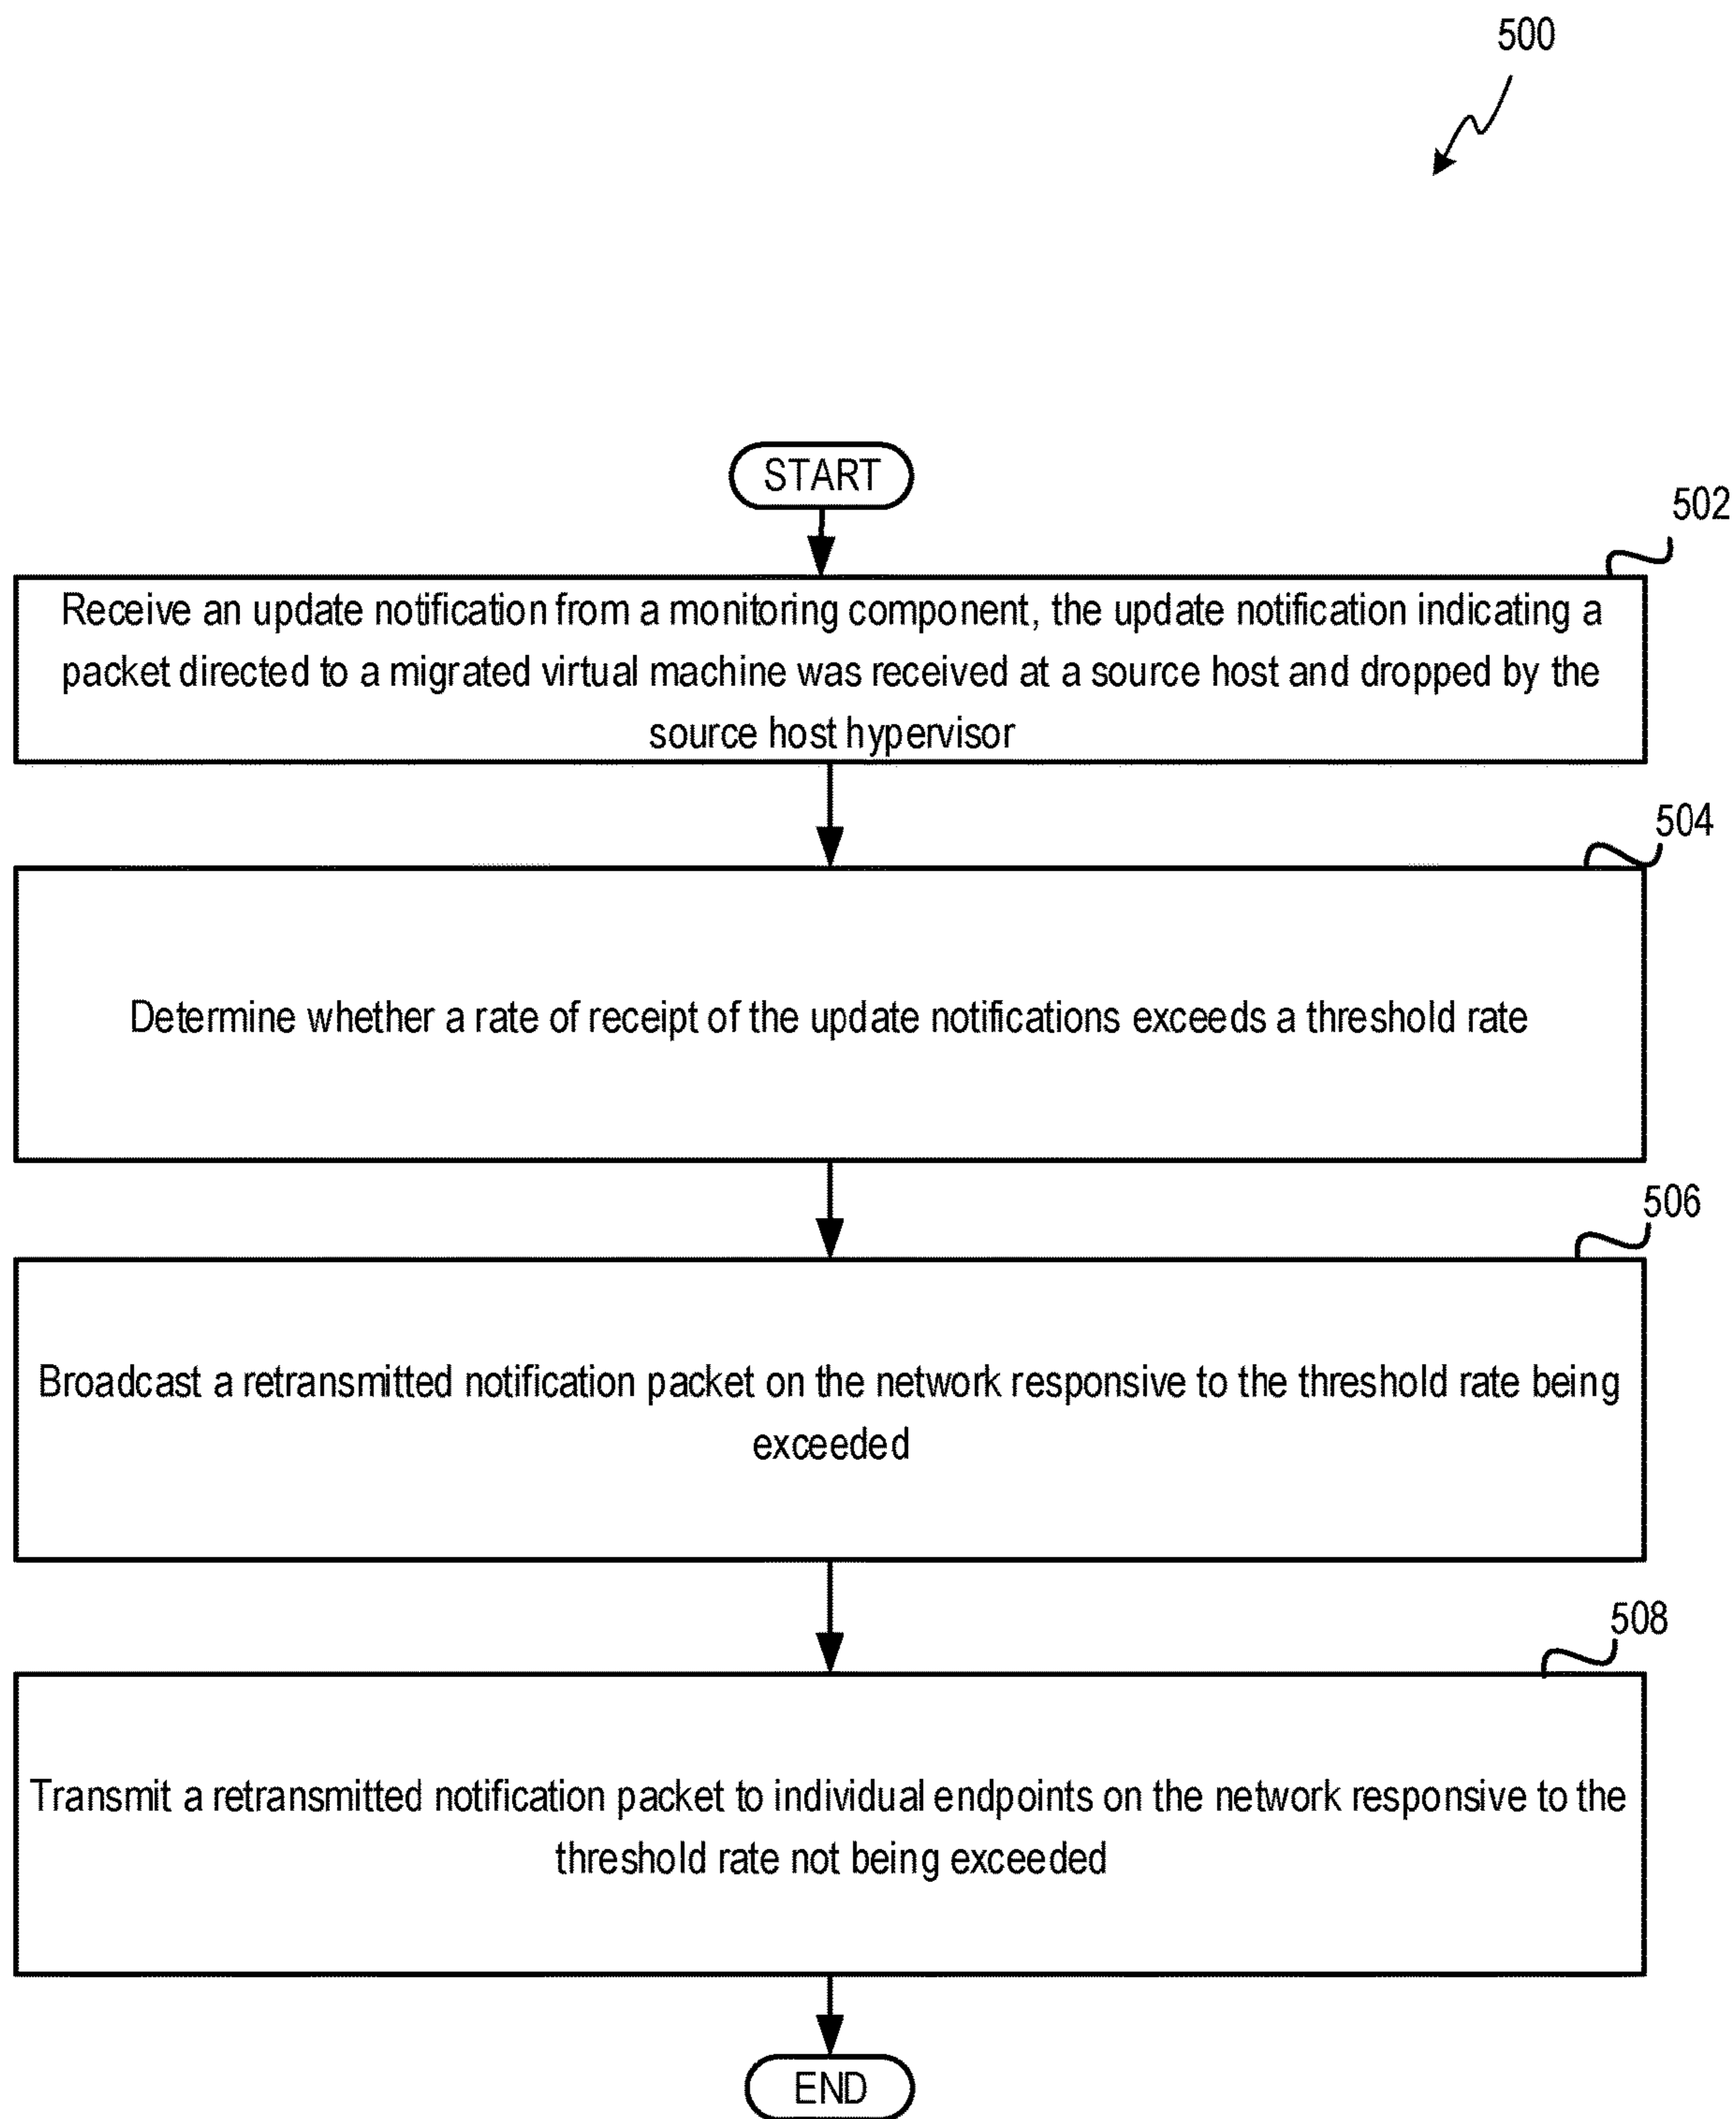 500
START
502
Receive an update notification from a monitoring component, the update notification indicating a
packet directed to a migrated virtual machine was received at a source host and dropped by the
source host hypervisor
504
Determine whether a rate of receipt of the update notifications exceeds a threshold rate
506
Broadcast a retransmitted notification packet on the network responsive to the threshold rate being
exceeded
508
Transmit a retransmitted notification packet to individual endpoints on the network responsive to the
threshold rate not being exceeded
END